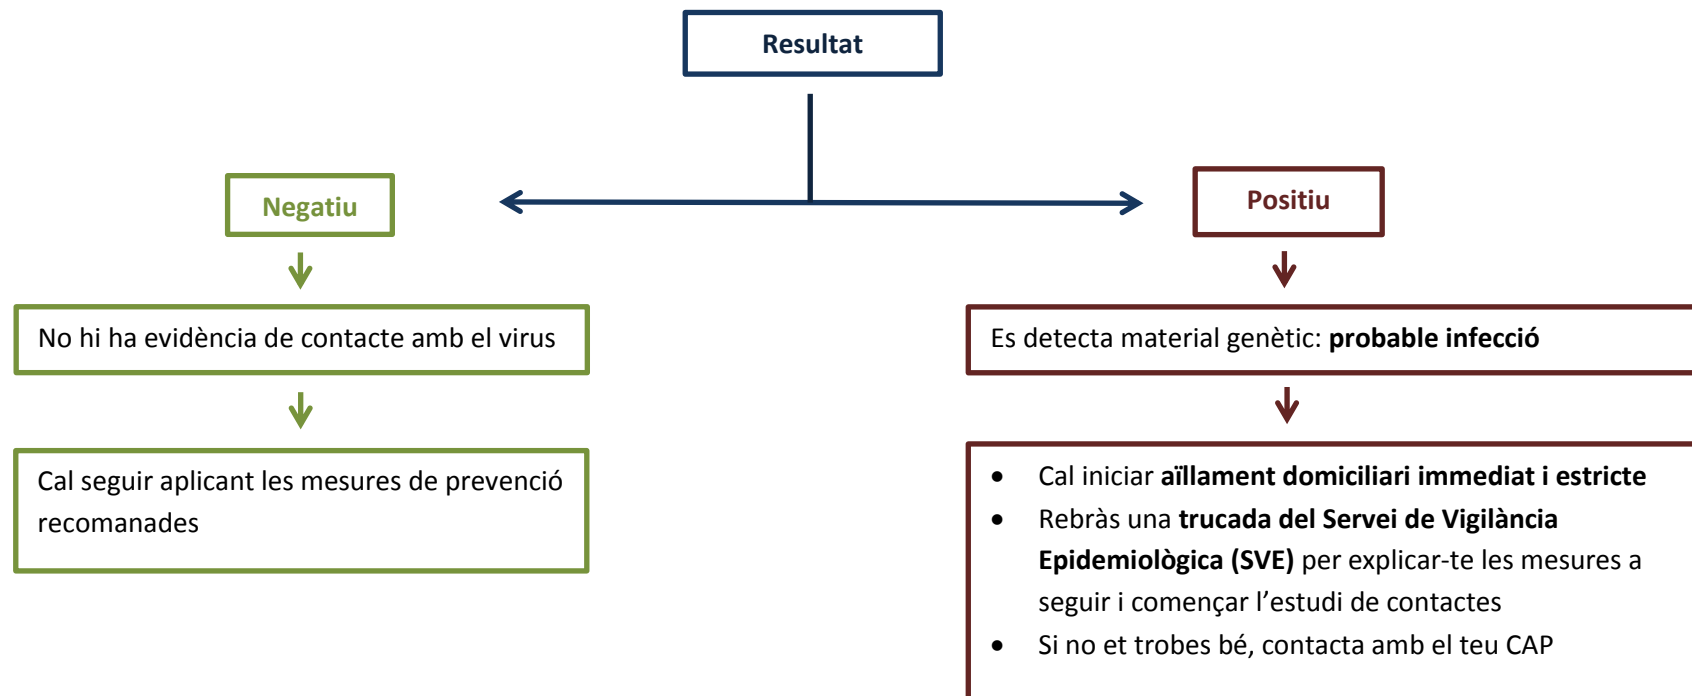 Resultat
Negatiu
Positiu
No hi ha evidència de contacte amb el virus
Es detecta material genètic: probable infecció
Cal seguir aplicant les mesures de prevenció
recomanades
• Cal iniciar aïllament domiciliari immediat i estricte
• Rebràs una trucada del Servei de Vigilància
Epidemiològica (SVE) per explicar-te les mesures a
seguir i començar l’estudi de contactes
• Si no et trobes bé, contacta amb el teu CAP